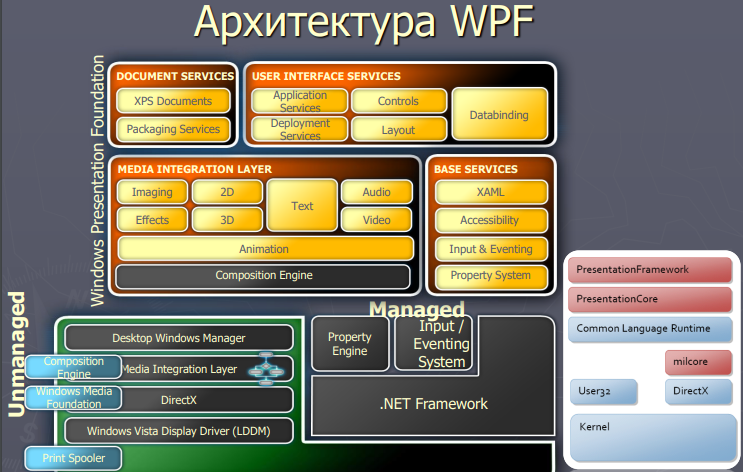 Архитектура WPF
Windows Presentation Foundation
DOCUMENT SERVICES
XPS Documents
Packaging Services
USER INTERFACE SERVICES
Application
Services
Controls
Deployment
Services
Layout
Databinding
MEDIA INTEGRATION LAYER
Imaging
2D
Text
Audio
Effects
3D
Video
Animation
Composition Engine
BASE SERVICES
XAML
Accessibility
Input & Eventing
Property System
Unmanaged
Managed
Desktop Windows Manager
Composition
Engine
Media Integration Layer
Windows Media
Foundation
DirectX
Windows Vista Display Driver (LDDM)
Print Spooler
Property
Engine
Input /
Eventing
System
.NET Framework
PresentationFramework
PresentationCore
Common Language Runtime
milcore
User32
DirectX
Kernel